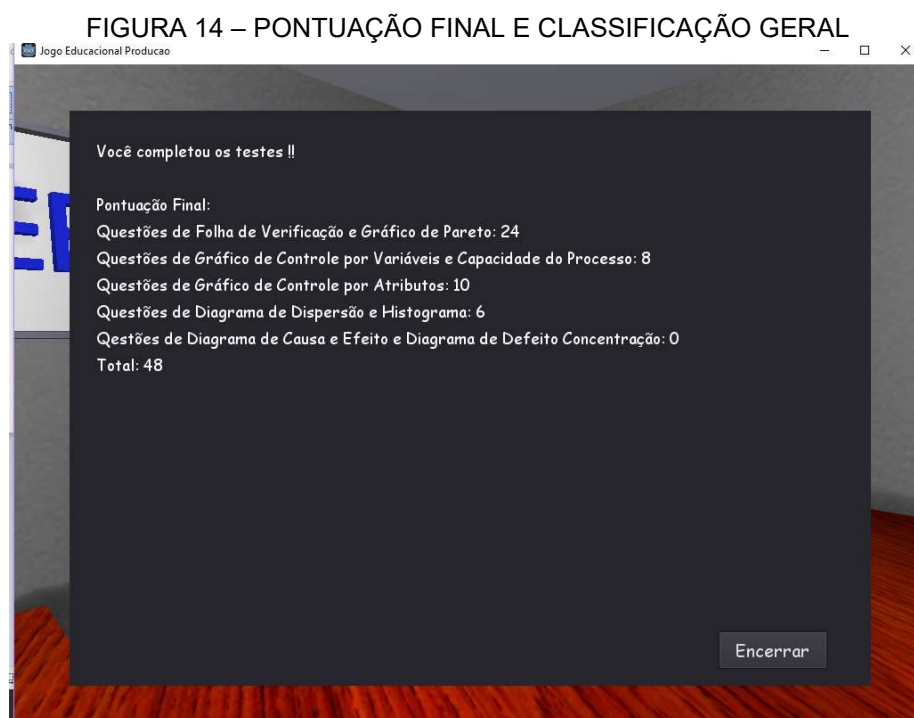 FIGURA 14 – PONTUAÇÃO FINAL E CLASSIFICAÇÃO GERAL
Jogo Educacional Producao
Você completou os testes !!
Pontuação Final:
Questões de Folha de Verificação e Gráfico de Pareto: 24
Questões de Gráfico de Controle por Variáveis e Capacidade do Processo: 8
Questões de Gráfico de Controle por Atributos: 10
Questões de Diagrama de Dispersão e Histograma: 6
Qestões de Diagrama de Causa e Efeito e Diagrama de Defeito Concentração: 0
Total: 48
Encerrar